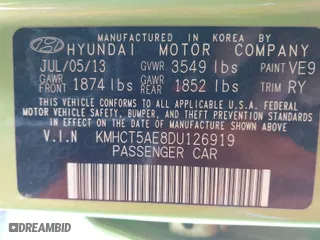 MADE IN KOREA
HYUNDAI MOTOR COMPANY
JUL/05/13 GVWR 3549 lbs PAINT VE9
GAWR FRONT 1874 lbs GAWR REAR 1852 lbs TRIM RY
THIS VEHICLE CONFORMS TO ALL APPLICABLE FEDERAL
MOTOR VEHICLE SAFETY, BUMPER, AND THEFT PREVENTION
STANDARDS IN EFFECT ON THE DATE OF MANUFACTURE
SHOWN ABOVE.
V.I.N KMHCT5AE8DU126919
PASSENGER CAR
DREAMBID
© DREAMBID